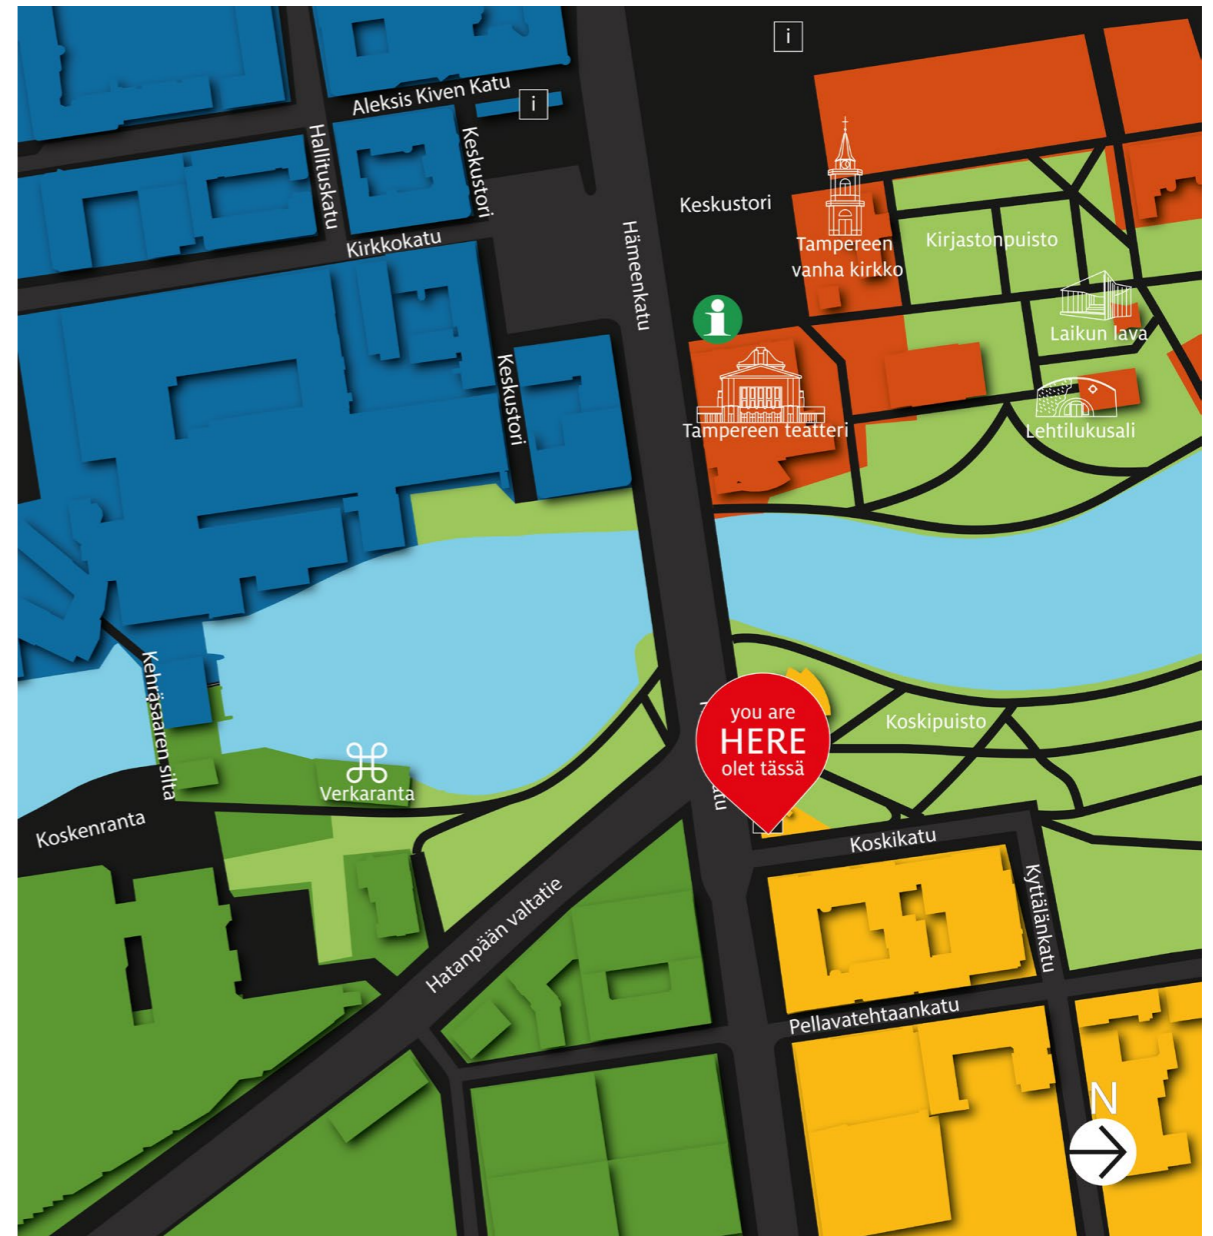 i
Aleksis Kiven Katu
i
Hallituskatu
Keskustori
Keskustori
Kirkkokatu
Hämeenkatu
Tampereen
vanha kirkko
Kirjastonpuisto
i
Laikun lava
Keskustori
Tampereen teatteri
Lehtilukusali
Kehräsaaren silta
you are
HERE
olet tässä
Koskipuisto
Verkaranta
Koskenranta
Koskikatu
Hatanpään valtatie
Kyttälänkatu
Pellavatehtaankatu
N